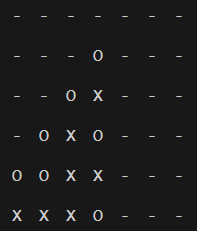 - - - - - - -
- - - O - - -
- - O X - - -
- O X O - - -
O O X X - - -
X X X O - - -